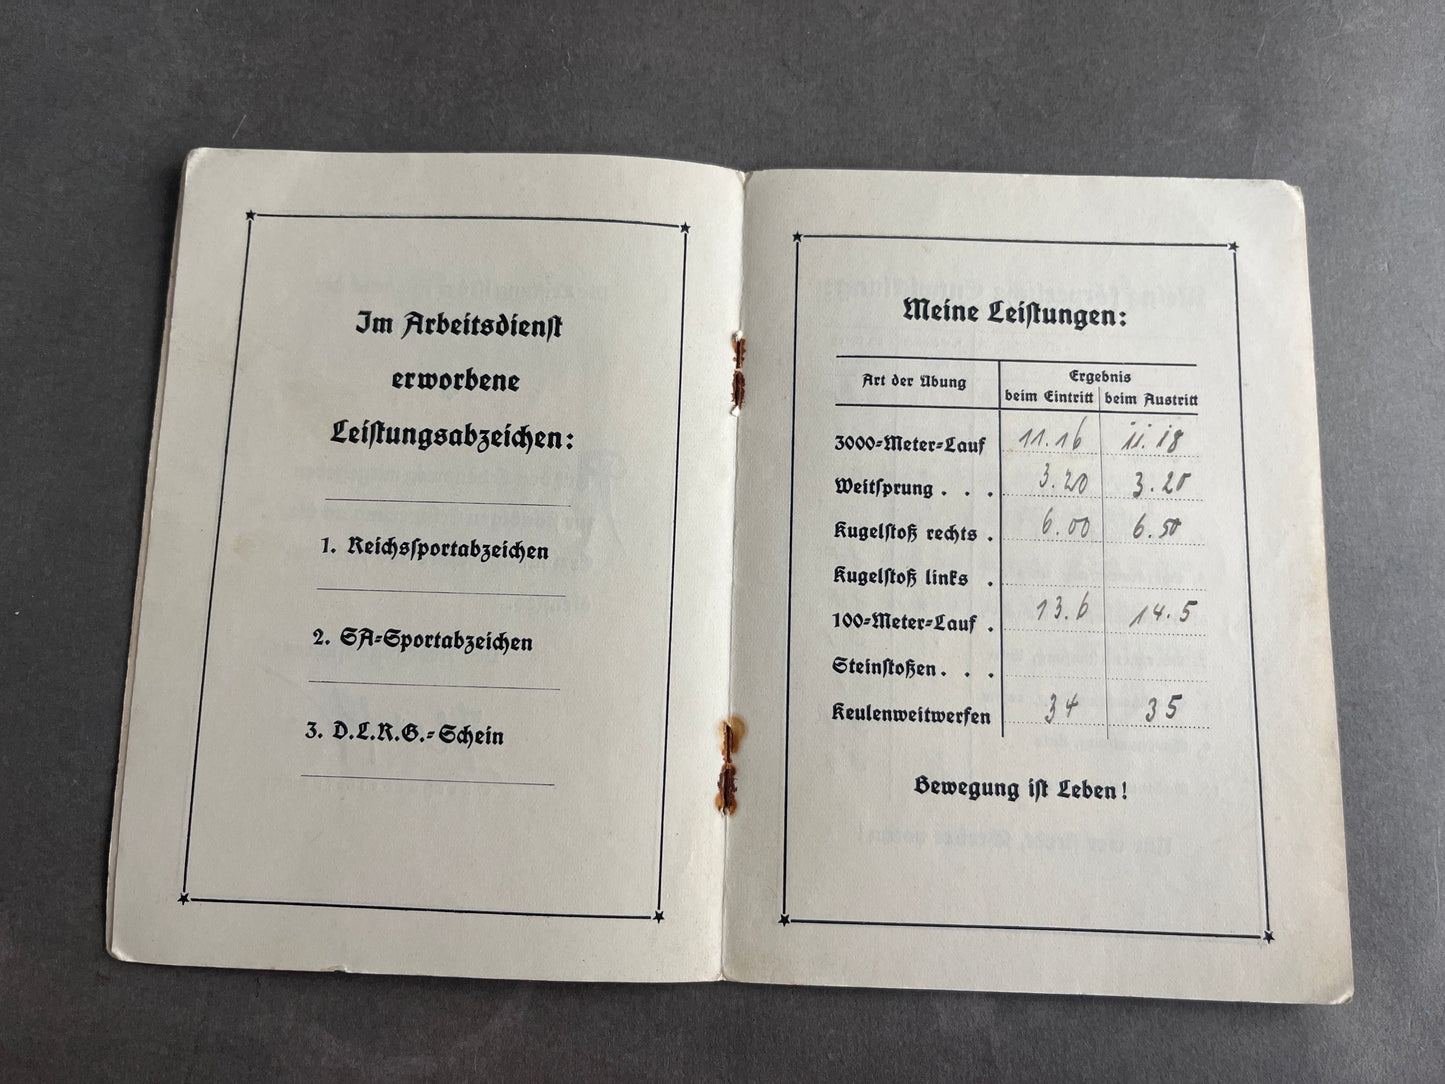 Im Arbeitsdienst
erworbene
Leistungsabzeichen:
1. Reichssportabzeichen
2. SA-Sportabzeichen
3. D.L.R.G.-Schein
Meine Leistungen:
Art der Übung Ergebnis
beim Eintritt beim Austritt
3000-Meter-Lauf 11.16 11.18
Weitsprung . . . 3.20 3.20
Kugelstoß rechts . 6.00 6.50
Kugelstoß links .
100-Meter-Lauf . 13.6 14.5
Steinstoßen . . .
Keulenweitwerfen 34 35
Bewegung ist Leben!